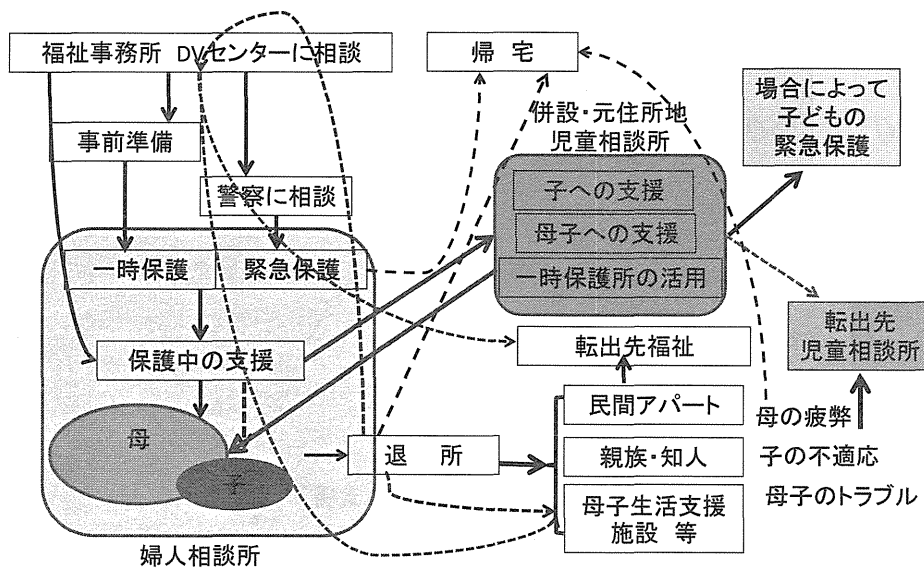 福祉事務所 DVセンターに相談
帰 宅
場合によって
子どもの
緊急保護
併設・元住所地
児童相談所
事前準備
警察に相談
子への支援
母子への支援
一時保護所の活用
一時保護
緊急保護
保護中の支援
転出先福祉
転出先
児童相談所
民間アパート
母の疲弊
母
退 所
親族・知人
子の不適応
子
母子生活支援
施設 等
母子のトラブル
婦人相談所